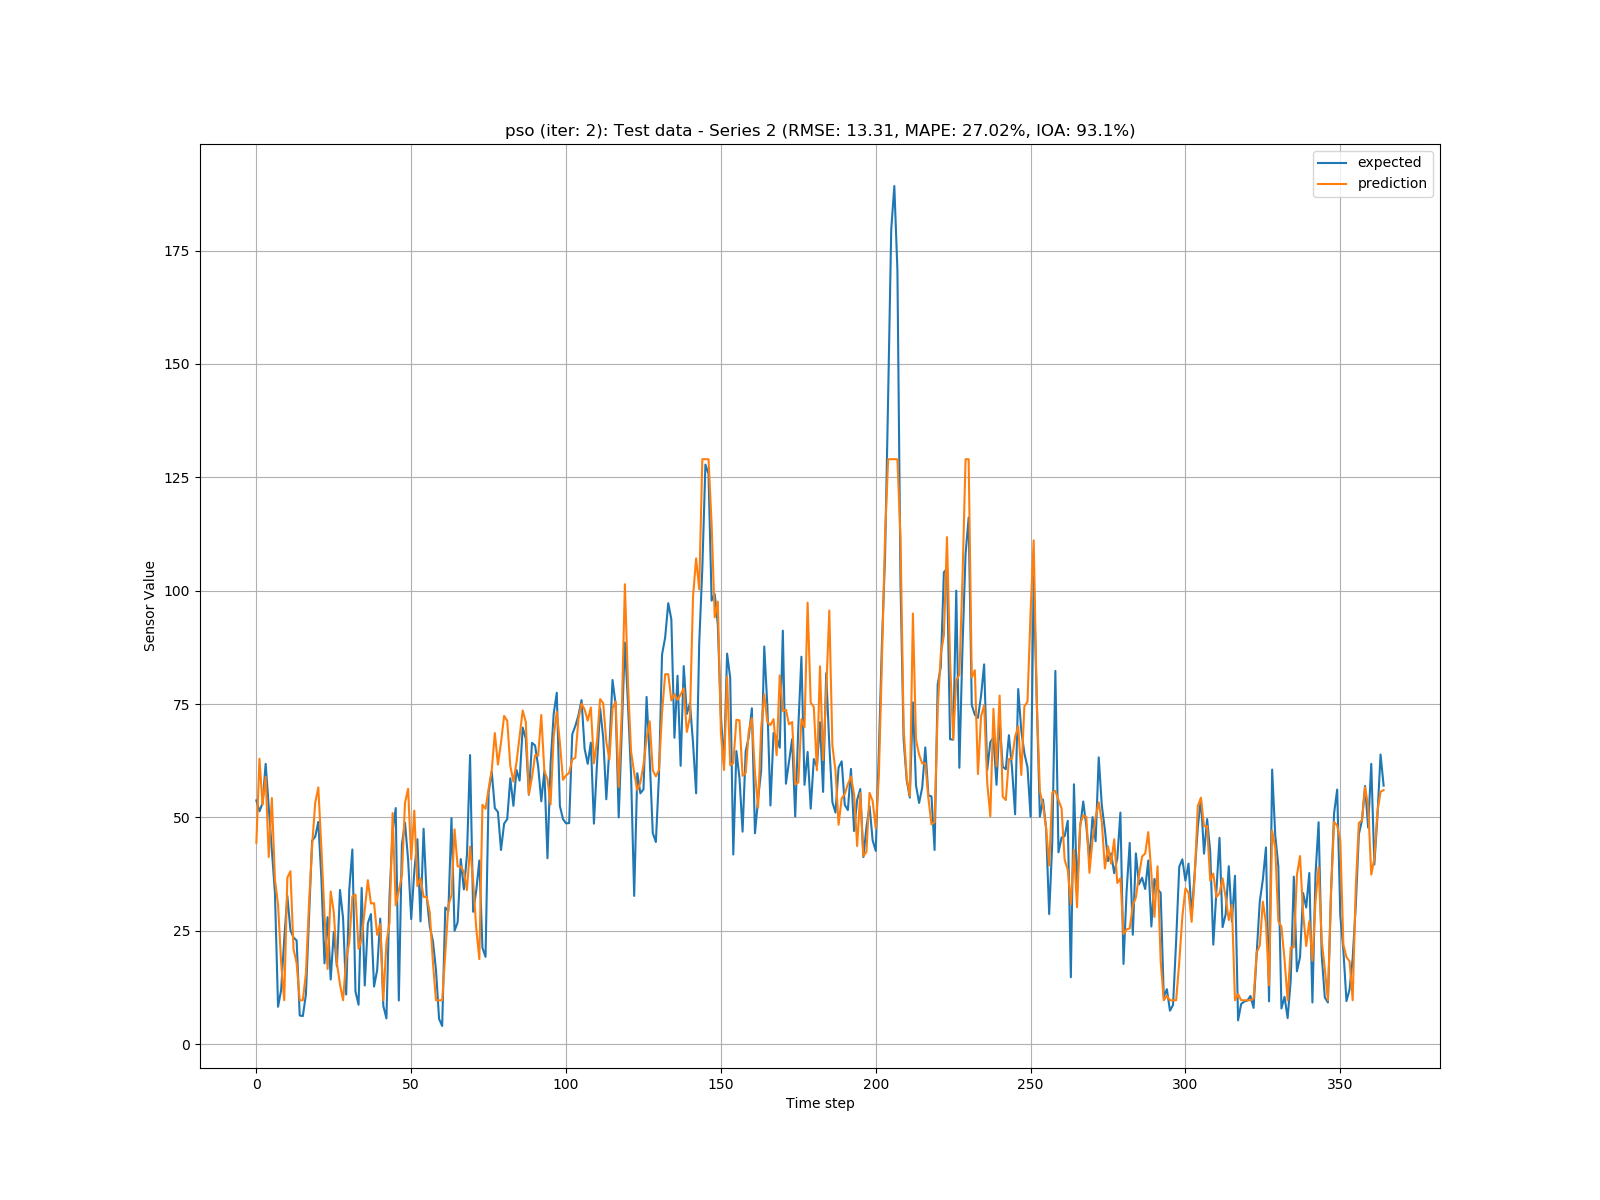 pso (iter: 2): Test data - Series 2 (RMSE: 13.31, MAPE: 27.02%, IOA: 93.1%)
expected
prediction
175
150
125
100
75
50
25
0
Sensor Value
0 50 100 150 200 250 300 350
Time step